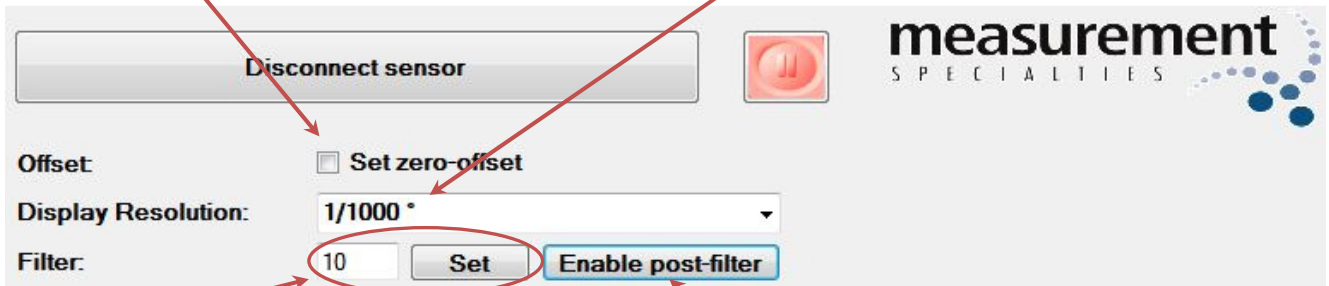 measurement
SPECIALTIES
Disconnect sensor
Offset:
Set zero-offset
Display Resolution:
1/1000 °
Filter:
10
Set
Enable post-filter